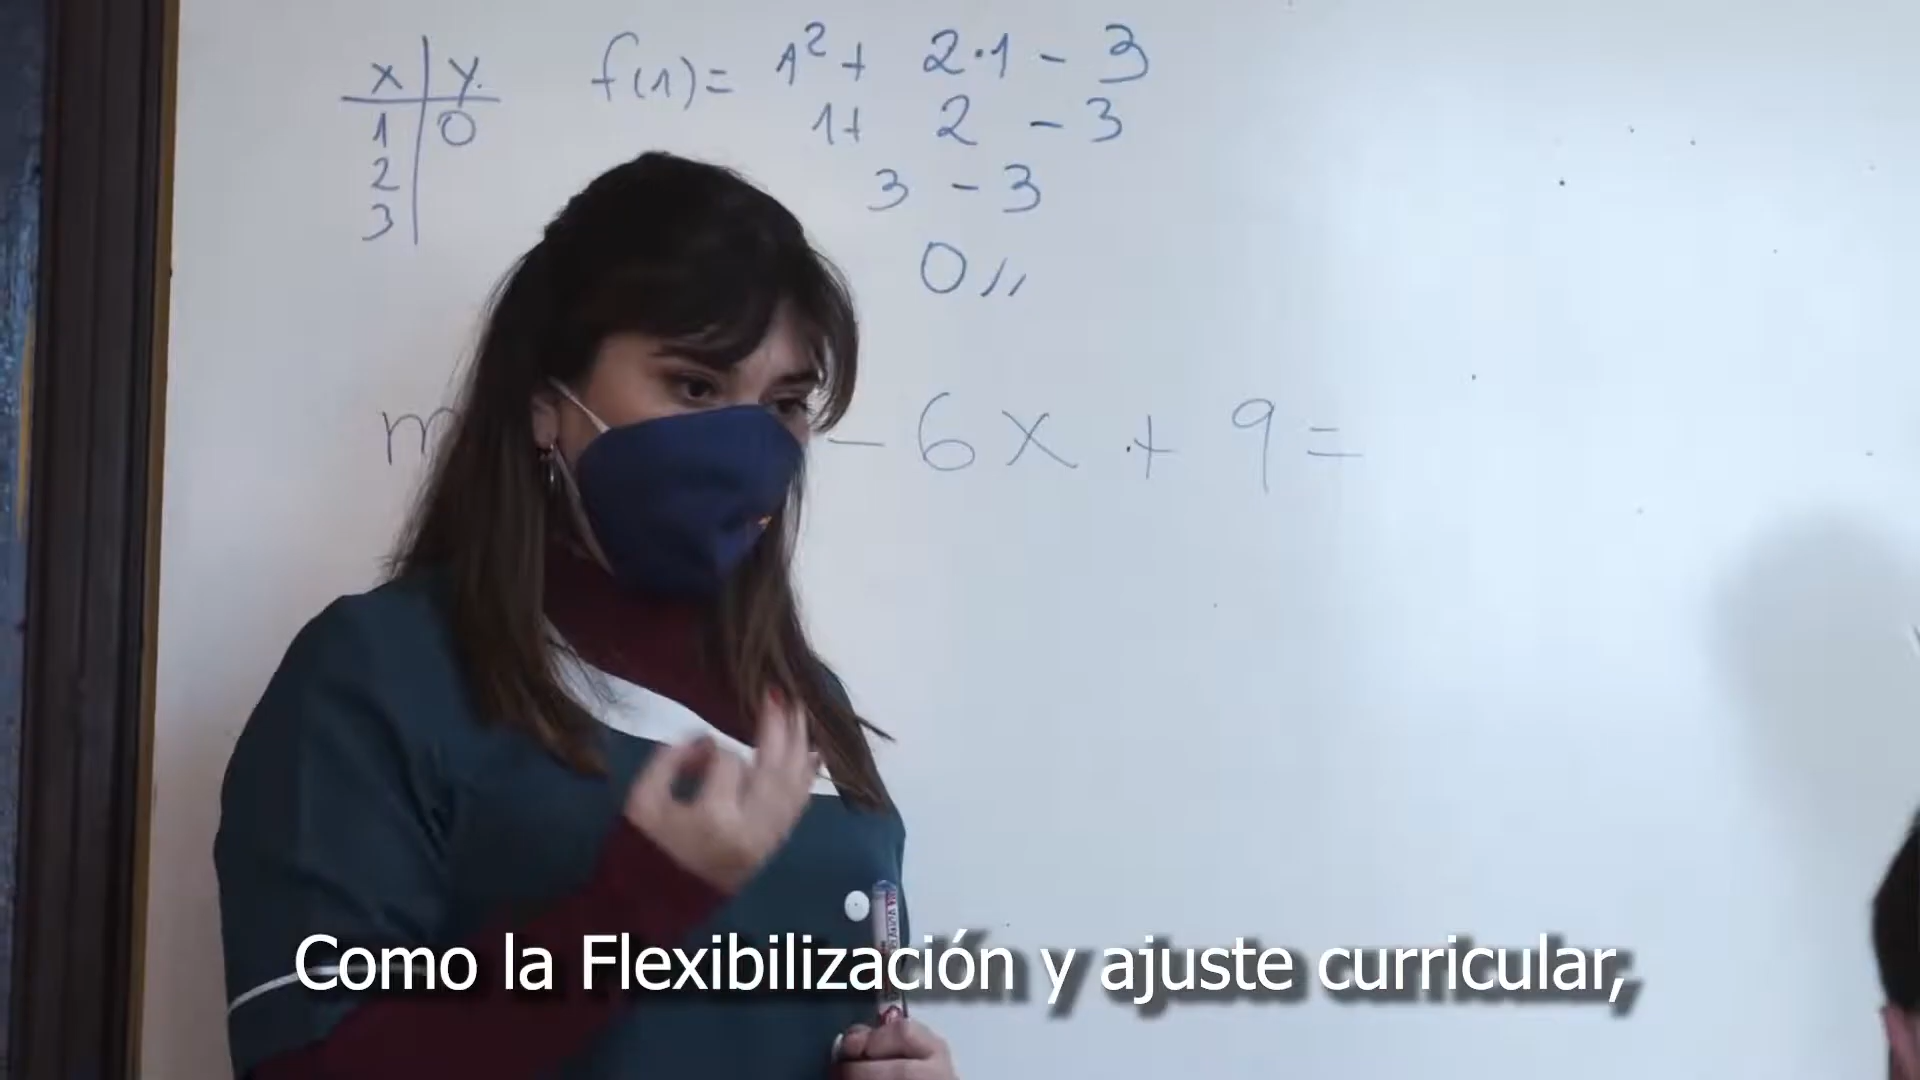 x y f(1) = 1² + 2·1 - 3
1 0 1 + 2 - 3
2 3 - 3
3
0//
m - 6x + 9 =
Como la Flexibilización y ajuste curricular,